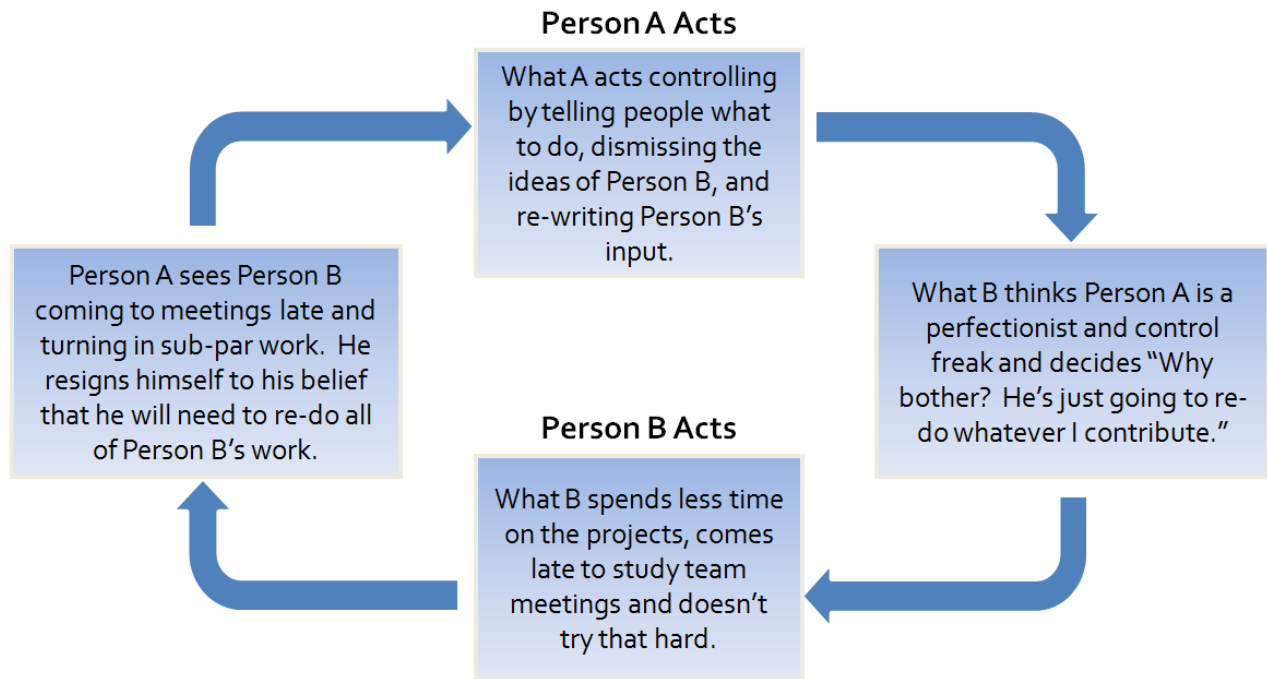 Person A Acts
What A acts controlling
by telling people what
to do, dismissing the
ideas of Person B, and
re-writing Person B’s
input.
What B thinks Person A is a
perfectionist and control
freak and decides “Why
bother?  He’s just going to re-
do whatever I contribute.”
Person B Acts
What B spends less time
on the projects, comes
late to study team
meetings and doesn’t
try that hard.
Person A sees Person B
coming to meetings late and
turning in sub-par work.  He
resigns himself to his belief
that he will need to re-do all
of Person B’s work.